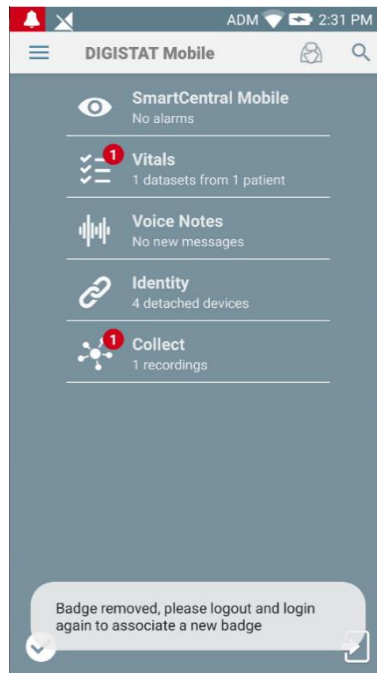 ADM 2:31 PM
DIGISTAT Mobile
SmartCentral Mobile
No alarms
1
Vitals
1 datasets from 1 patient
Voice Notes
No new messages
Identity
4 detached devices
1
Collect
1 recordings
Badge removed, please logout and login
again to associate a new badge